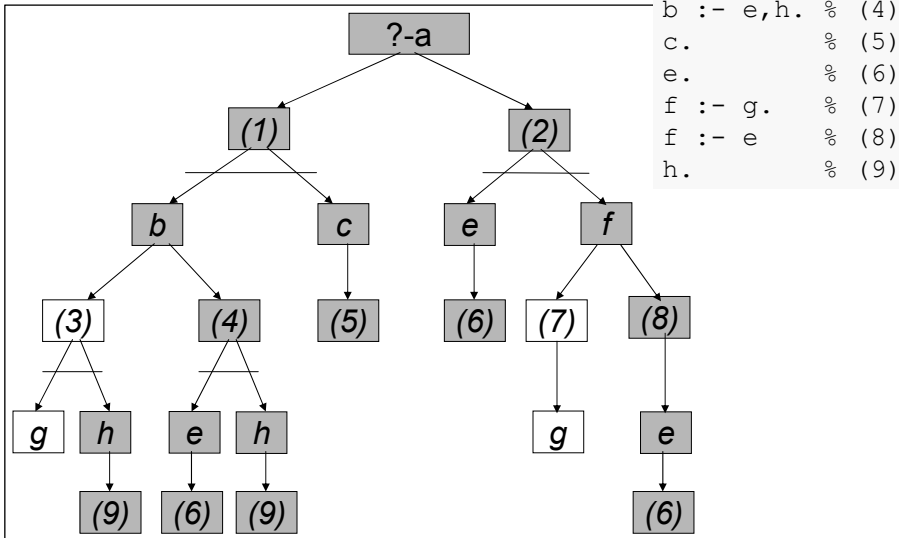 ?-a
b :- e,h. % (4)
c. % (5)
e. % (6)
f :- g. % (7)
f :- e % (8)
h. % (9)
(1) (2)
b c e f
(3) (4) (5) (6) (7) (8)
g h e h g e
(9) (6) (9) (6)